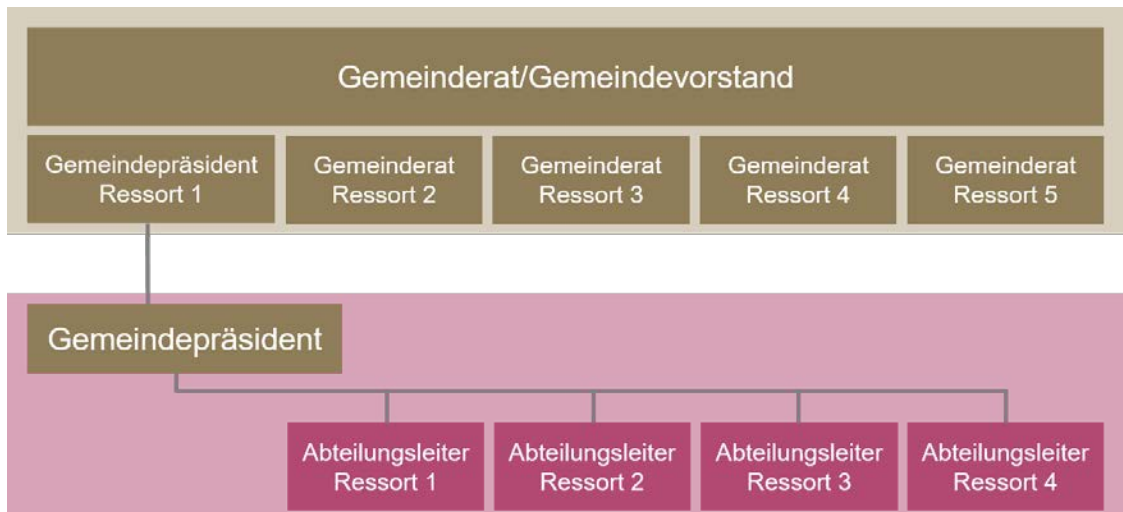 Gemeinderat/Gemeindevorstand
Gemeindepräsident
Ressort 1
Gemeinderat
Ressort 2
Gemeinderat
Ressort 3
Gemeinderat
Ressort 4
Gemeinderat
Ressort 5
Gemeindepräsident
Abteilungsleiter
Ressort 1
Abteilungsleiter
Ressort 2
Abteilungsleiter
Ressort 3
Abteilungsleiter
Ressort 4